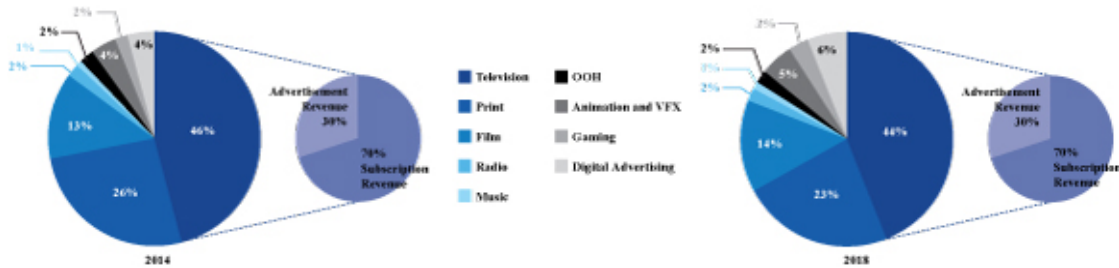 2%
2%
4%
4%
1%
2%
13%
46%
26%
Advertisement
Revenue
30%
70%
Subscription
Revenue
2014
Television
Print
Film
Radio
Music
OOH
Animation and VFX
Gaming
Digital Advertising
2%
2%
5%
6%
2%
14%
44%
23%
Advertisement
Revenue
30%
70%
Subscription
Revenue
2018